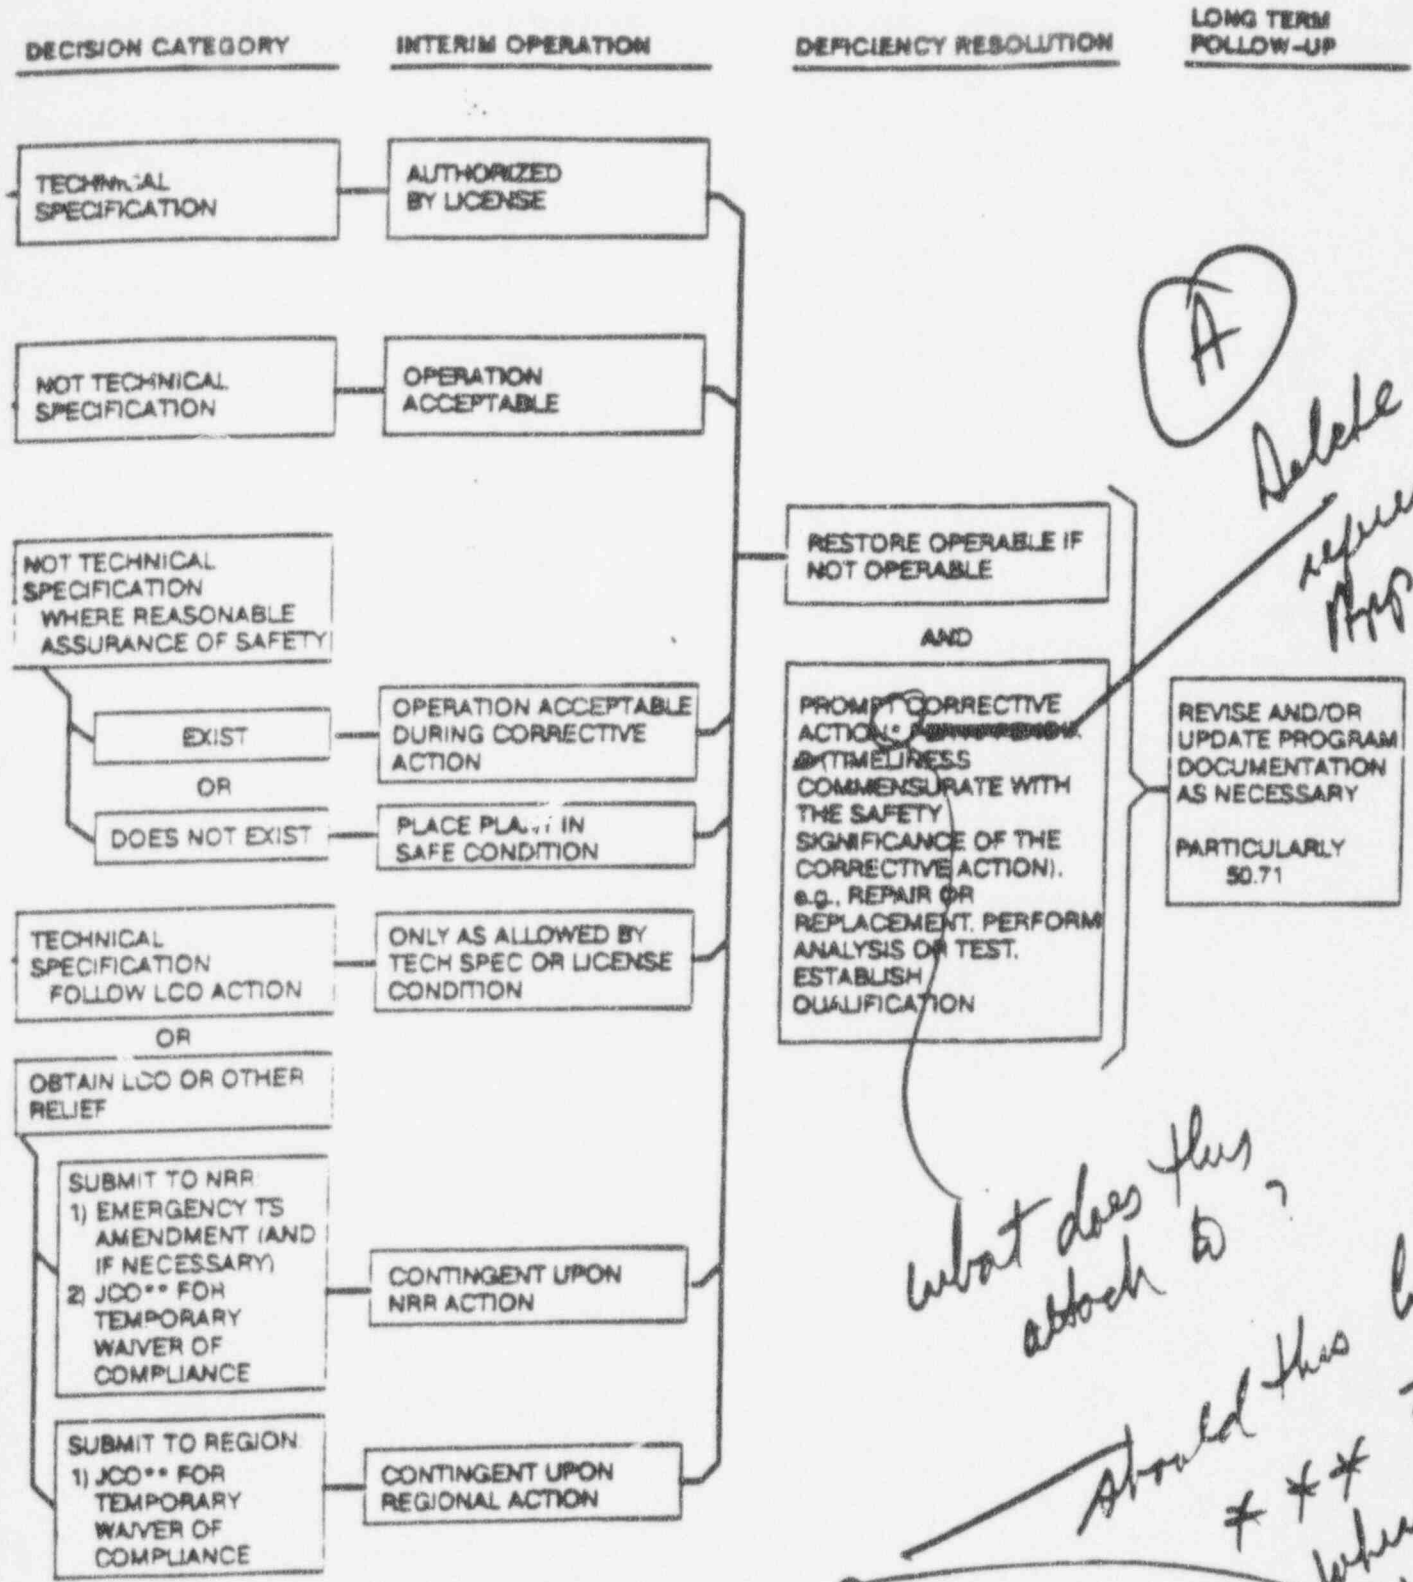 DECISION CATEGORY
INTERIM OPERATION
DEFICIENCY RESOLUTION
LONG TERM
FOLLOW-UP
TECHNICAL
SPECIFICATION
AUTHORIZED
BY LICENSE
NOT TECHNICAL
SPECIFICATION
OPERATION
ACCEPTABLE
NOT TECHNICAL
SPECIFICATION
WHERE REASONABLE
ASSURANCE OF SAFETY
EXIST
OPERATION ACCEPTABLE
DURING CORRECTIVE
ACTION
OR
DOES NOT EXIST
PLACE PLANT IN
SAFE CONDITION
TECHNICAL
SPECIFICATION
FOLLOW LCO ACTION
ONLY AS ALLOWED BY
TECH SPEC OR LICENSE
CONDITION
OR
OBTAIN LCO OR OTHER
RELIEF
SUBMIT TO NRR
1) EMERGENCY TS
AMENDMENT (AND
IF NECESSARY)
2) JCO** FOR
TEMPORARY
WAIVER OF
COMPLIANCE
CONTINGENT UPON
NRR ACTION
SUBMIT TO REGION
1) JCO** FOR
TEMPORARY
WAIVER OF
COMPLIANCE
CONTINGENT UPON
REGIONAL ACTION
RESTORE OPERABLE IF
NOT OPERABLE
AND
PROMPT CORRECTIVE
ACTION*
TIMELINESS
COMMENSURATE WITH
THE SAFETY
SIGNIFICANCE OF THE
CORRECTIVE ACTION).
e.g., REPAIR OR
REPLACEMENT. PERFORM
ANALYSIS OR TEST.
ESTABLISH
QUALIFICATION
REVISE AND/OR
UPDATE PROGRAM
DOCUMENTATION
AS NECESSARY
PARTICULARLY
50.71
A
Delete
what does this
attach to ?
should this
* * *